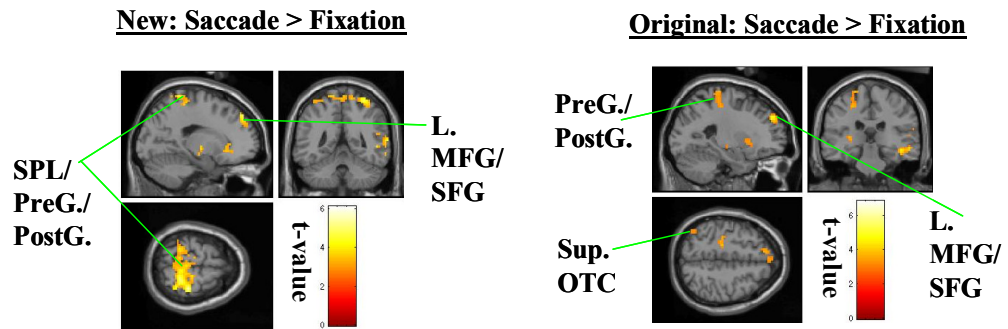 New: Saccade > Fixation
L.
MFG/
SFG
SPL/
PreG./
PostG.
6
4
2
0
t-value
Original: Saccade > Fixation
PreG./
PostG.
Sup.
OTC
6
4
2
0
t-value
L.
MFG/
SFG